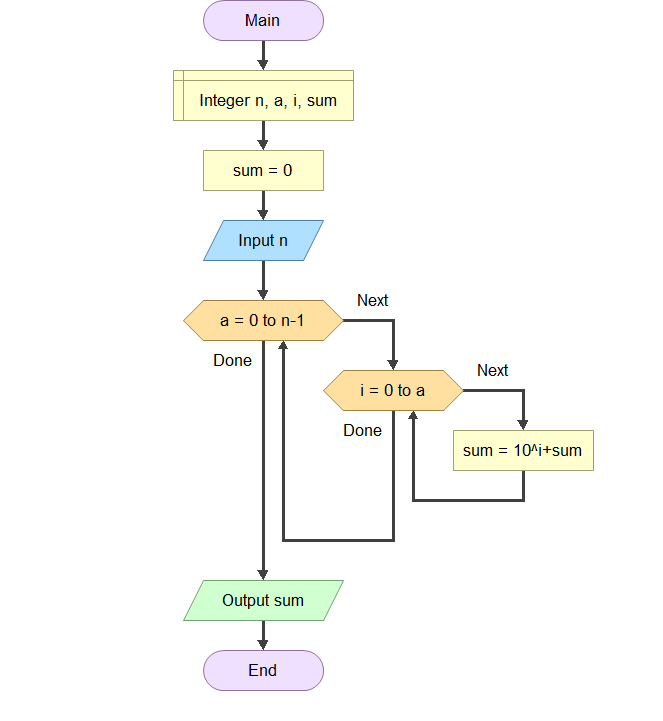 Main
Integer n, a, i, sum
sum = 0
Input n
a = 0 to n-1
Next
Done
i = 0 to a
Next
Done
sum = 10^i+sum
Output sum
End